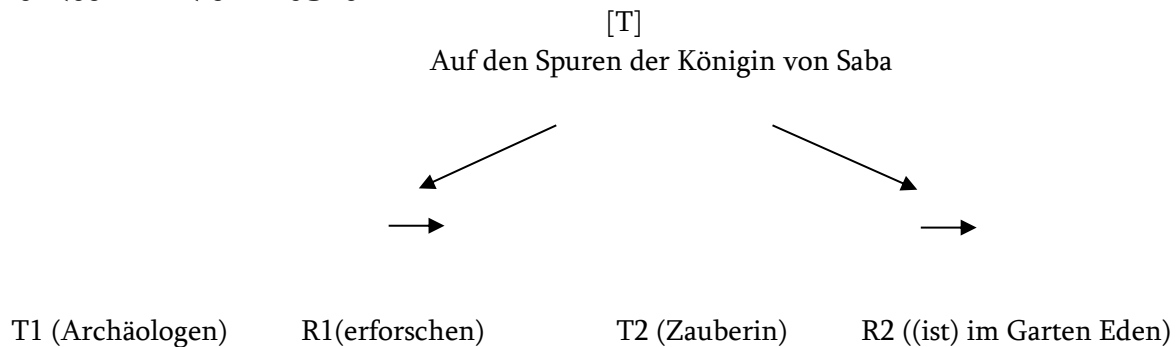 [T]
Auf den Spuren der Königin von Saba
T1 (Archäologen) R1(erforschen) T2 (Zauberin) R2 ((ist) im Garten Eden)